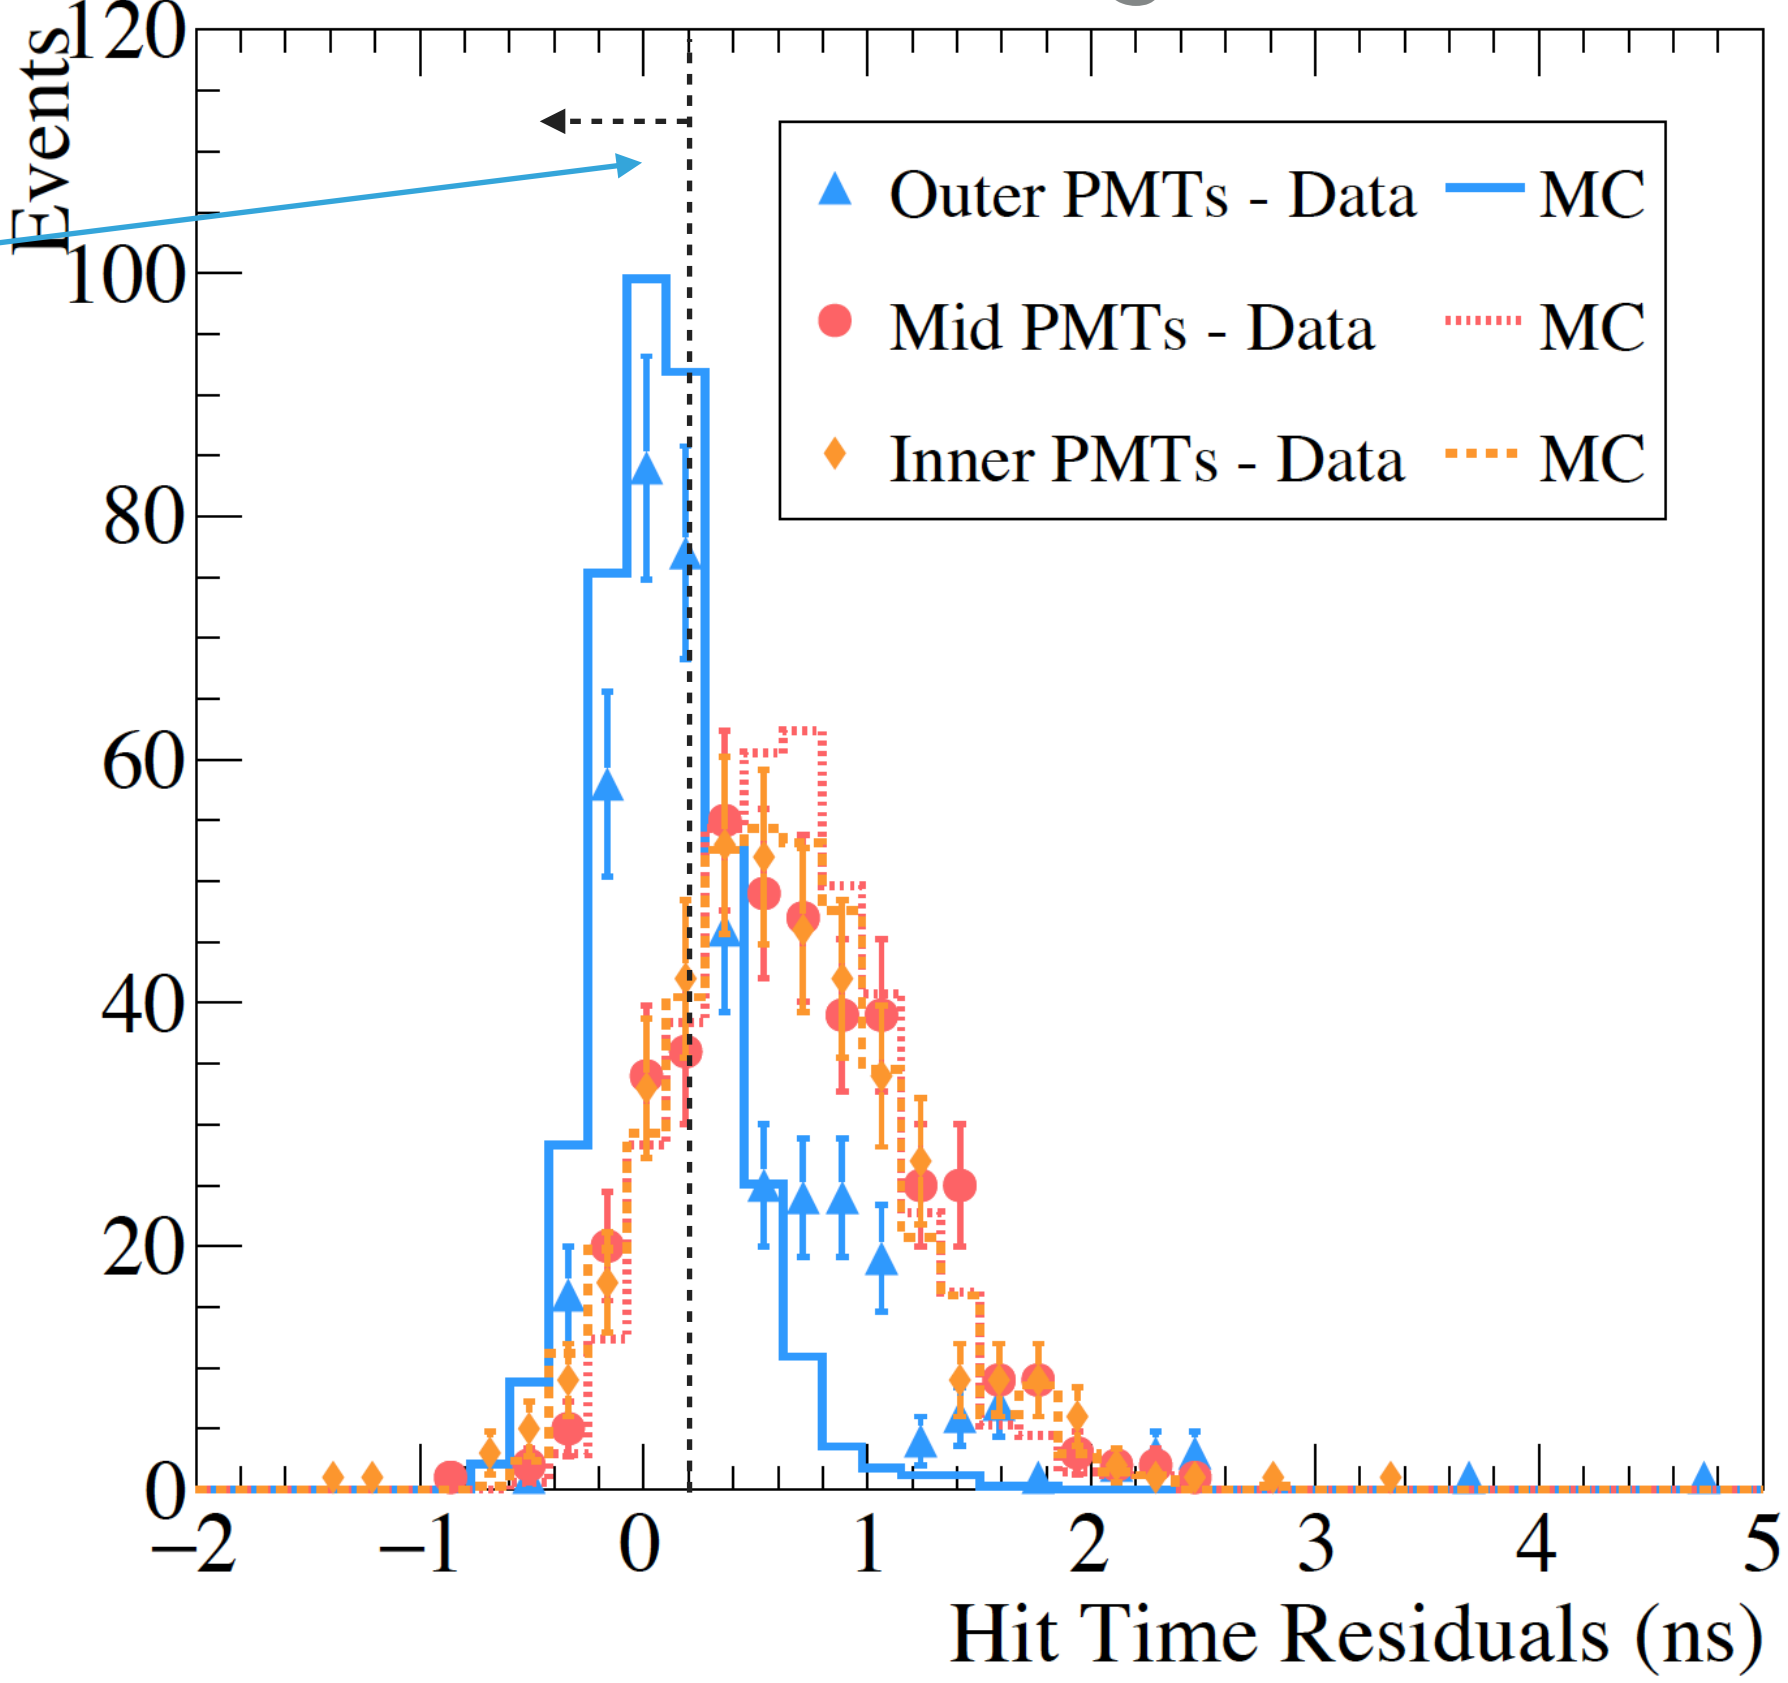 Events
120
100
80
60
40
20
0
Outer PMTs - Data MC
Mid PMTs - Data MC
Inner PMTs - Data MC
−2 −1 0 1 2 3 4 5
Hit Time Residuals (ns)